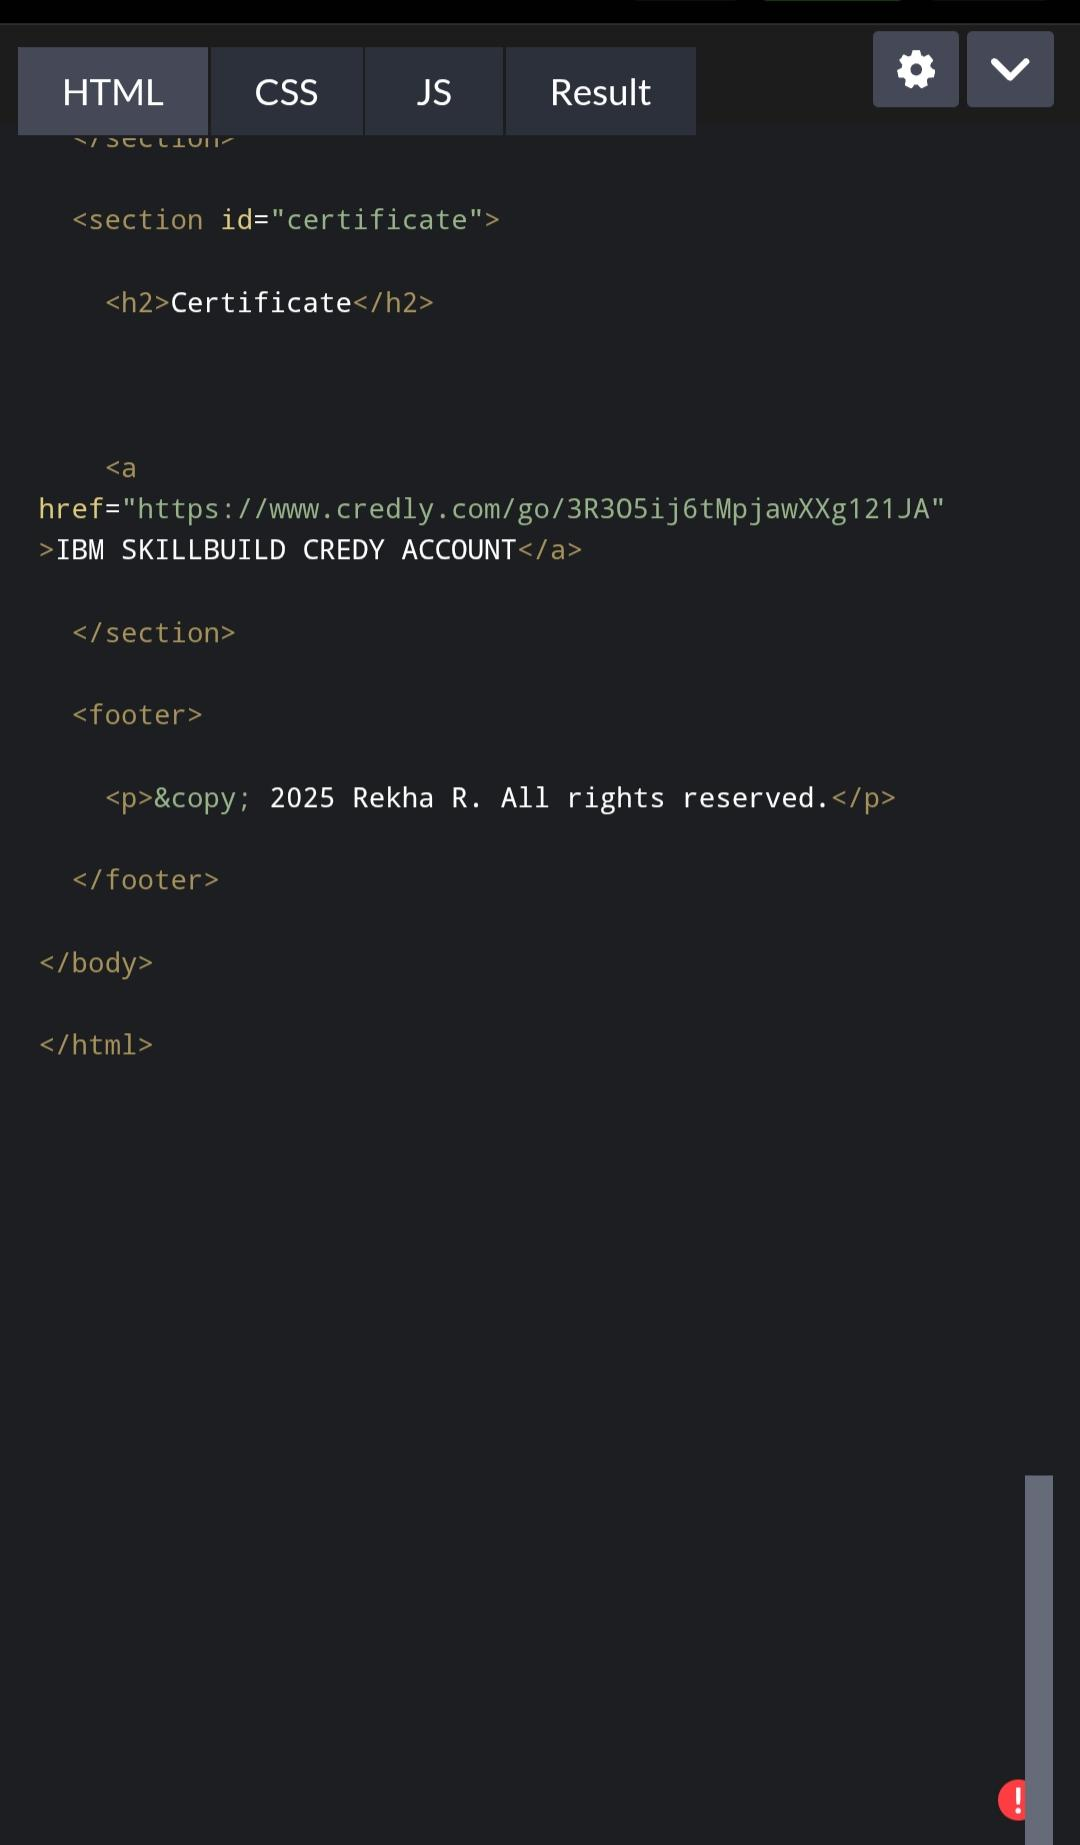 HTML CSS JS Result
</section>
<section id="certificate">
<h2>Certificate</h2>
<a
href="https://www.credly.com/go/3R3O5ij6tMpjawXXg121JA"
>IBM SKILLBUILD CREDY ACCOUNT</a>
</section>
<footer>
<p>&copy; 2025 Rekha R. All rights reserved.</p>
</footer>
</body>
</html>